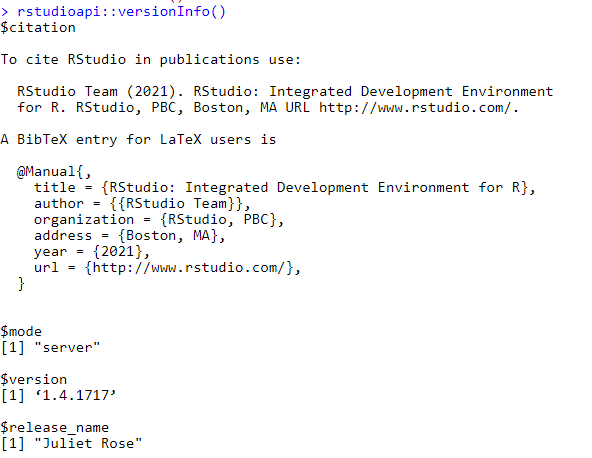 > rstudioapi::versionInfo()
$citation
To cite RStudio in publications use:
RStudio Team (2021). RStudio: Integrated Development Environment
for R. RStudio, PBC, Boston, MA URL http://www.rstudio.com/.
A BibTeX entry for LaTeX users is
@Manual{,
title = {RStudio: Integrated Development Environment for R},
author = {{RStudio Team}},
organization = {RStudio, PBC},
address = {Boston, MA},
year = {2021},
url = {http://www.rstudio.com/},
}
$mode
[1] "server"
$version
[1] ‘1.4.1717’
$release_name
[1] "Juliet Rose"